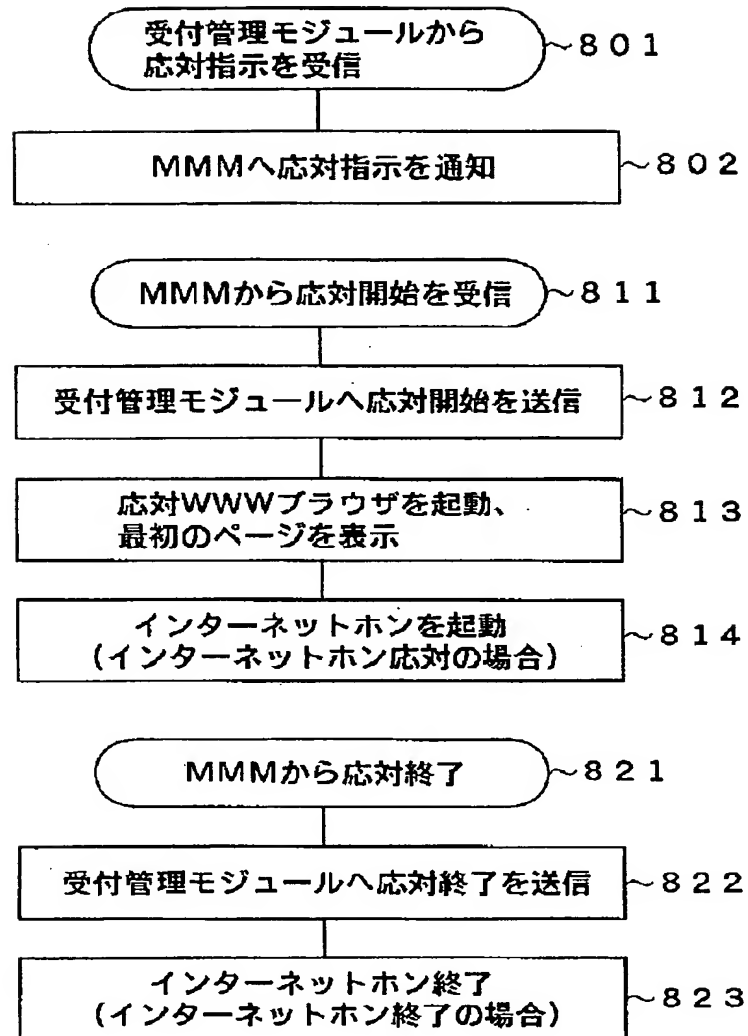 受付管理モジュールから
応対指示を受信
~801
MMMへ応対指示を通知
~802
MMMから応対開始を受信
~811
受付管理モジュールへ応対開始を送信
~812
応対WWWブラウザを起動、
最初のページを表示
~813
インターネットホンを起動
(インターネットホン応対の場合)
~814
MMMから応対終了
~821
受付管理モジュールへ応対終了を送信
~822
インターネットホン終了
(インターネットホン終了の場合)
~823